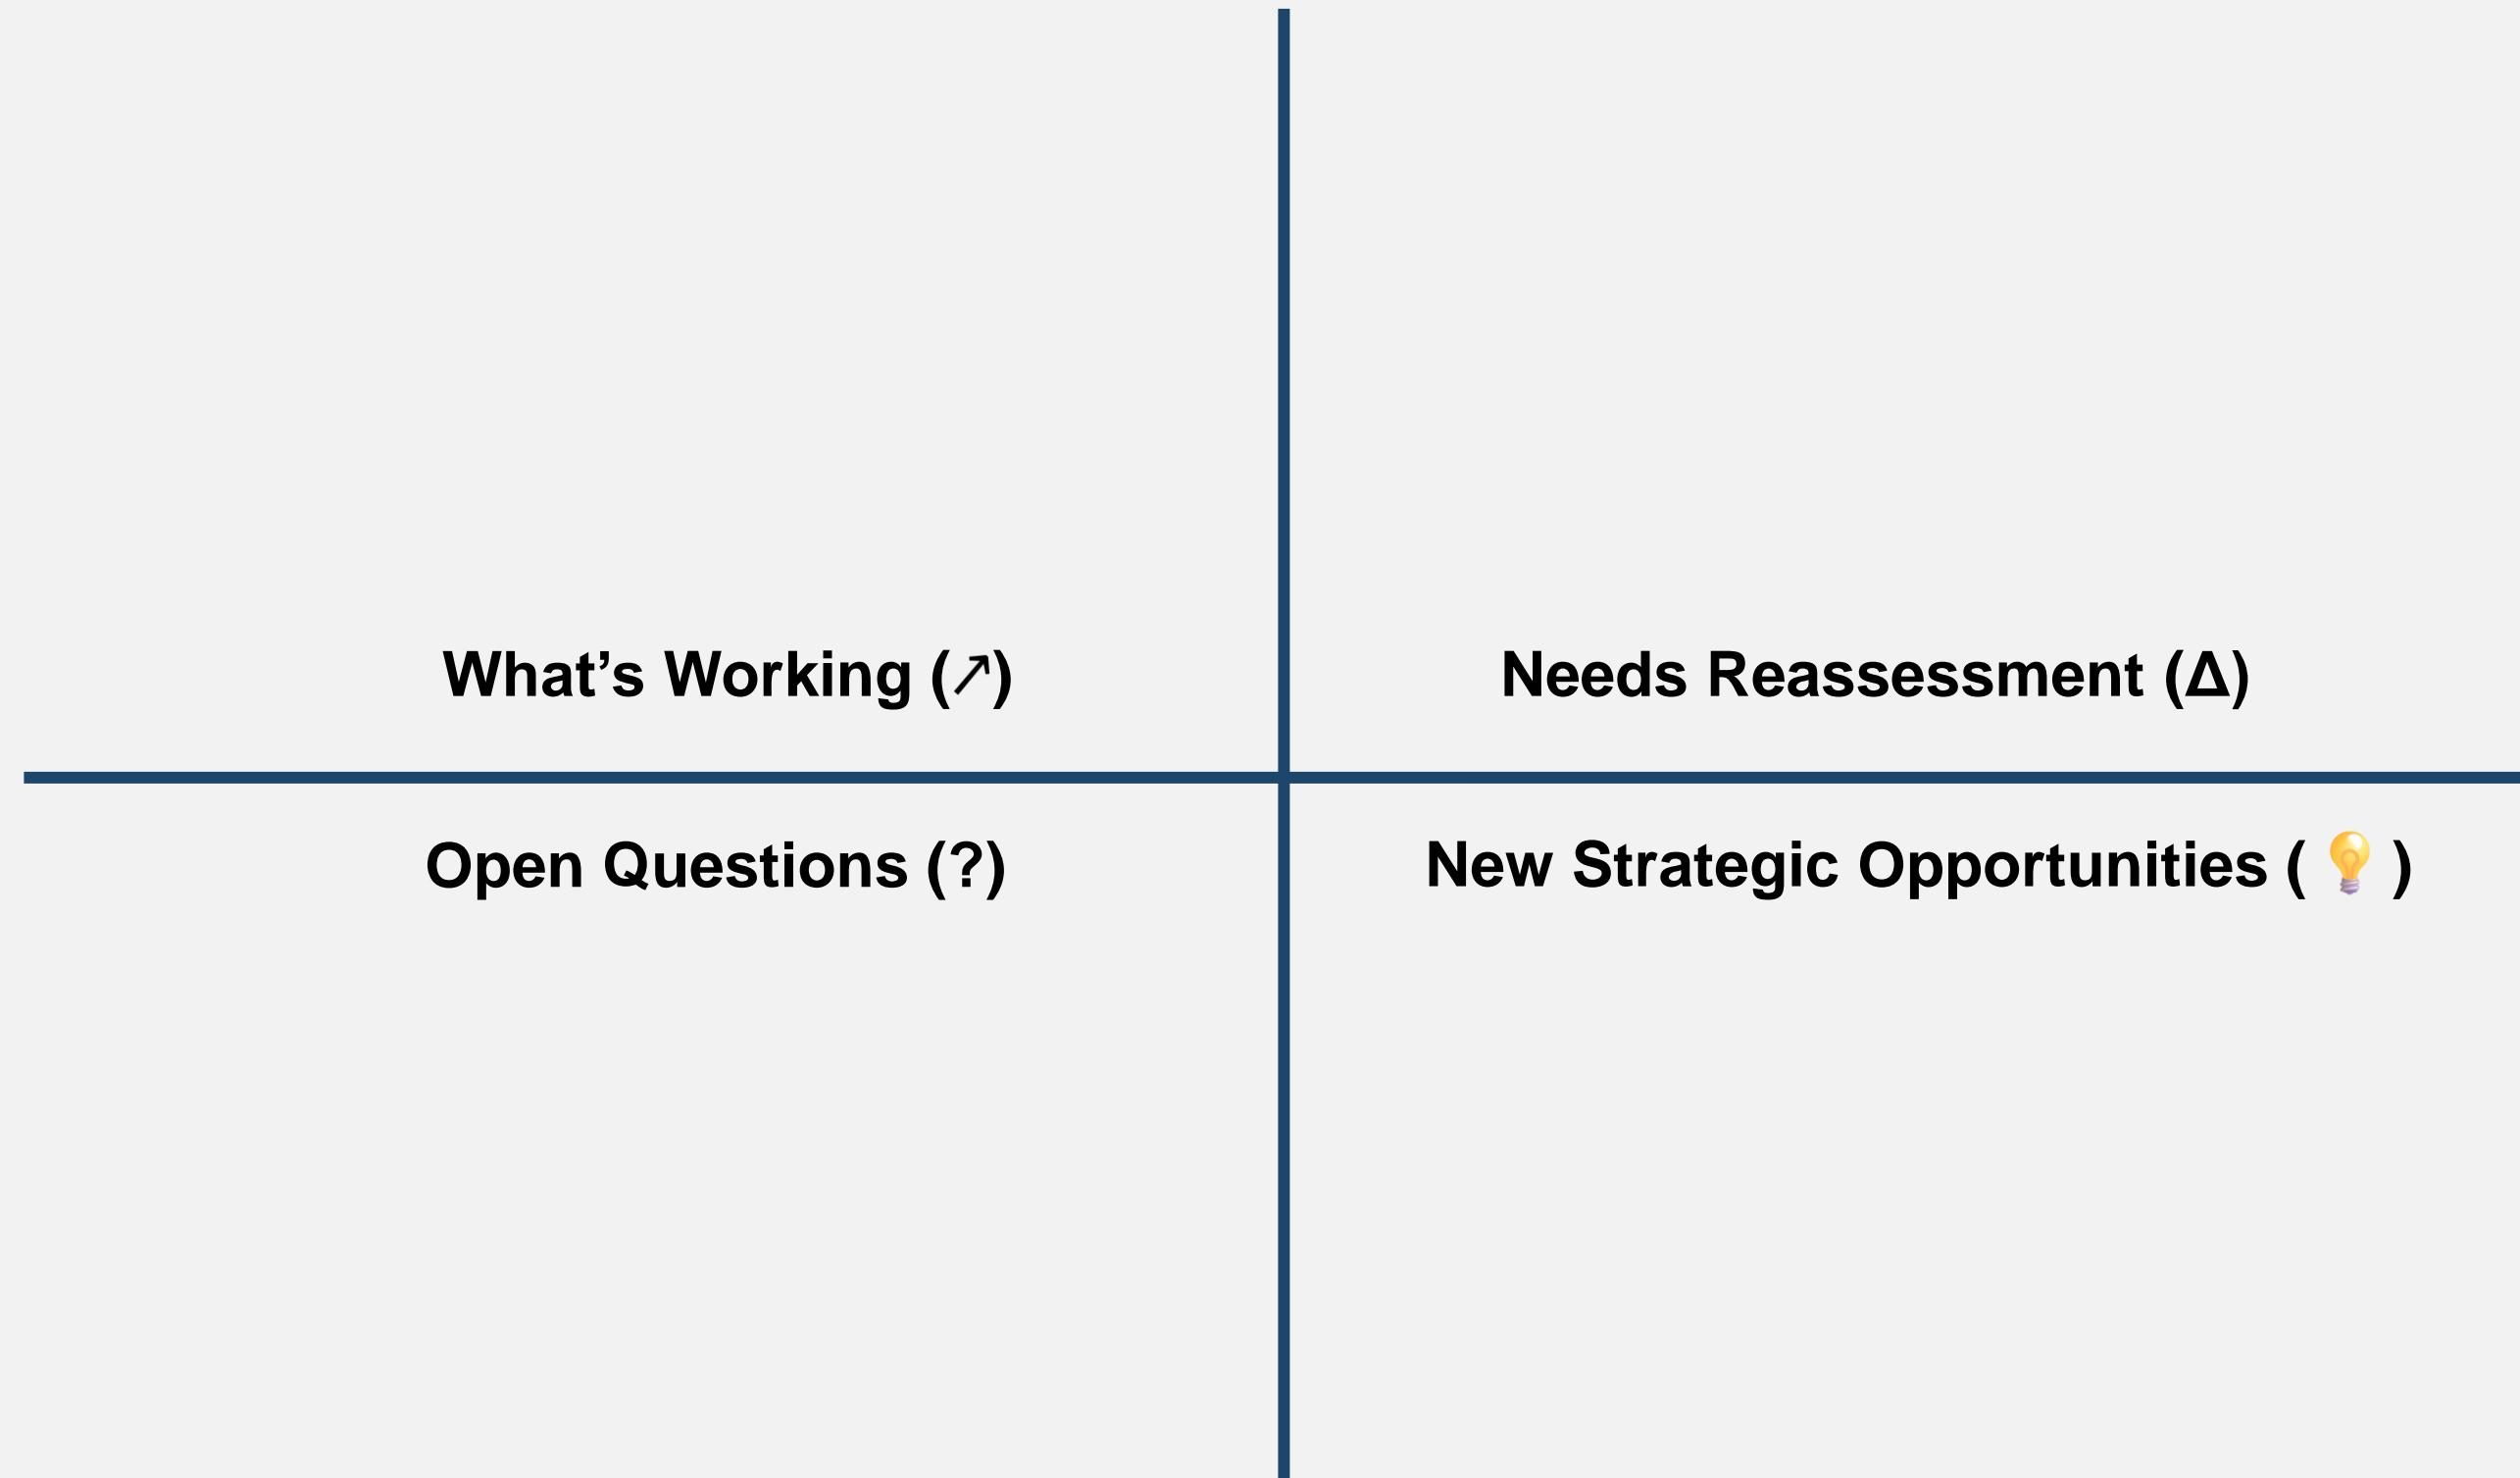 What’s Working (↗)
Needs Reassessment (Δ)
Open Questions (?)
New Strategic Opportunities (💡)